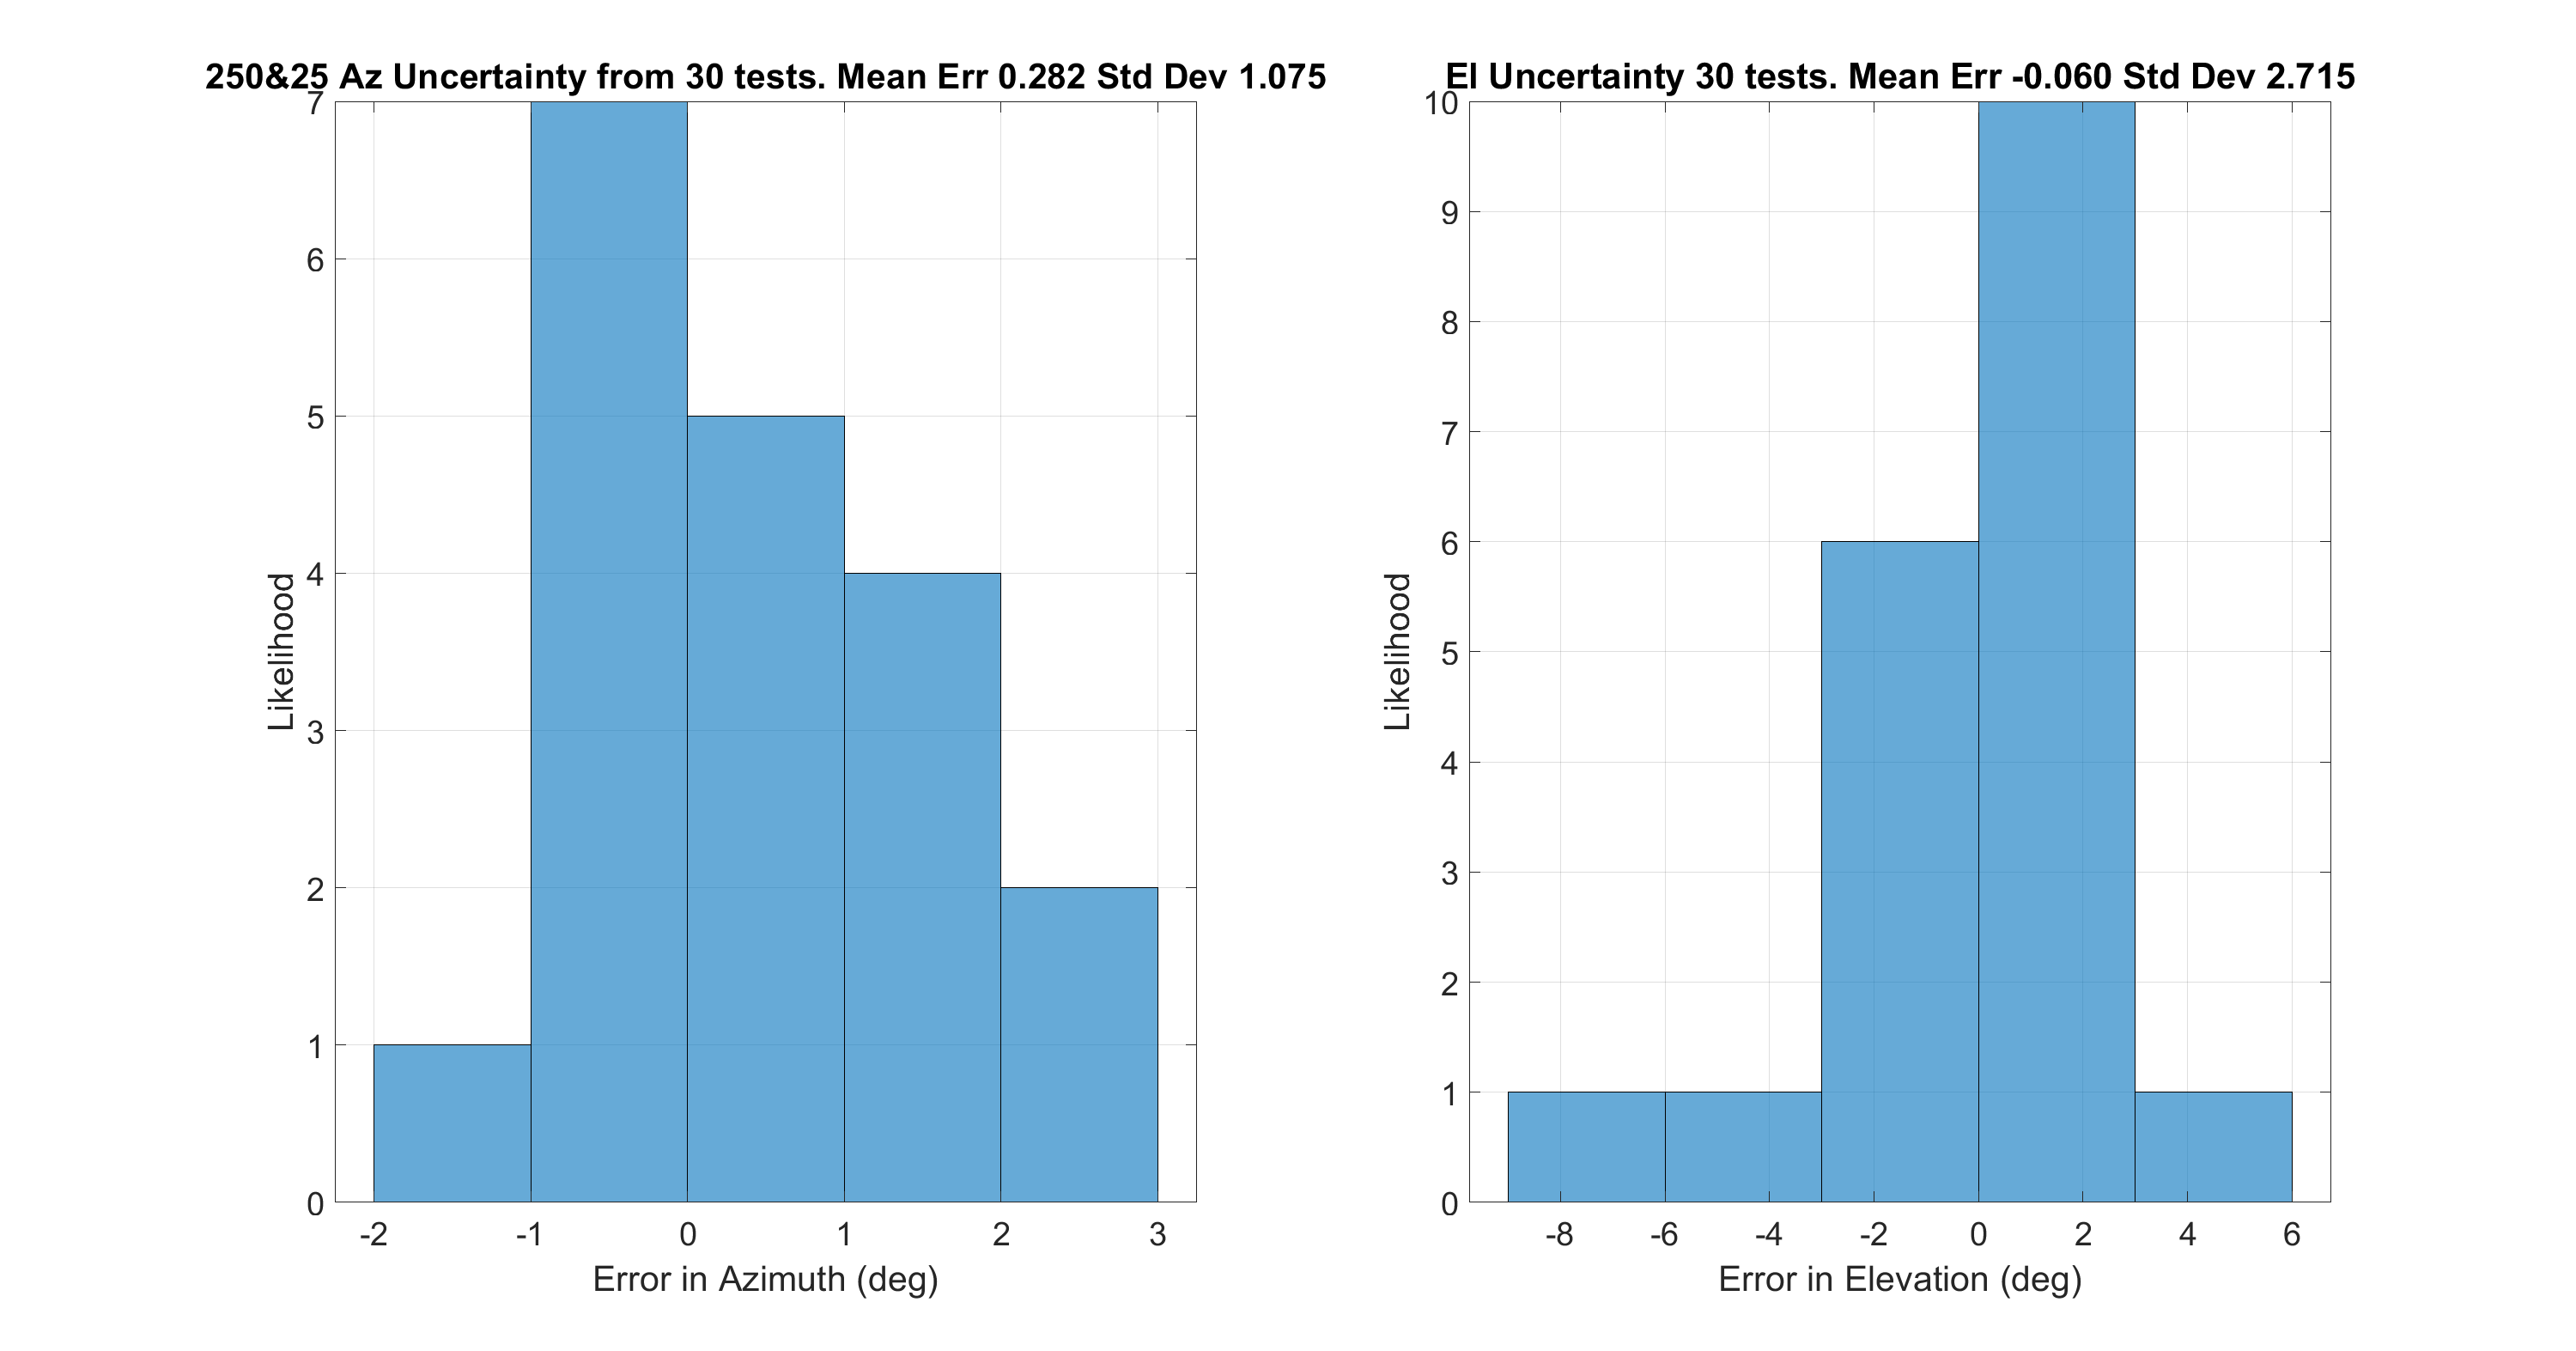 250&25 Az Uncertainty from 30 tests. Mean Err 0.282 Std Dev 1.075
7
6
5
4
3
2
1
0
Likelihood
-2 -1 0 1 2 3
Error in Azimuth (deg)
El Uncertainty 30 tests. Mean Err -0.060 Std Dev 2.715
10
9
8
7
6
5
4
3
2
1
0
Likelihood
-8 -6 -4 -2 0 2 4 6
Error in Elevation (deg)